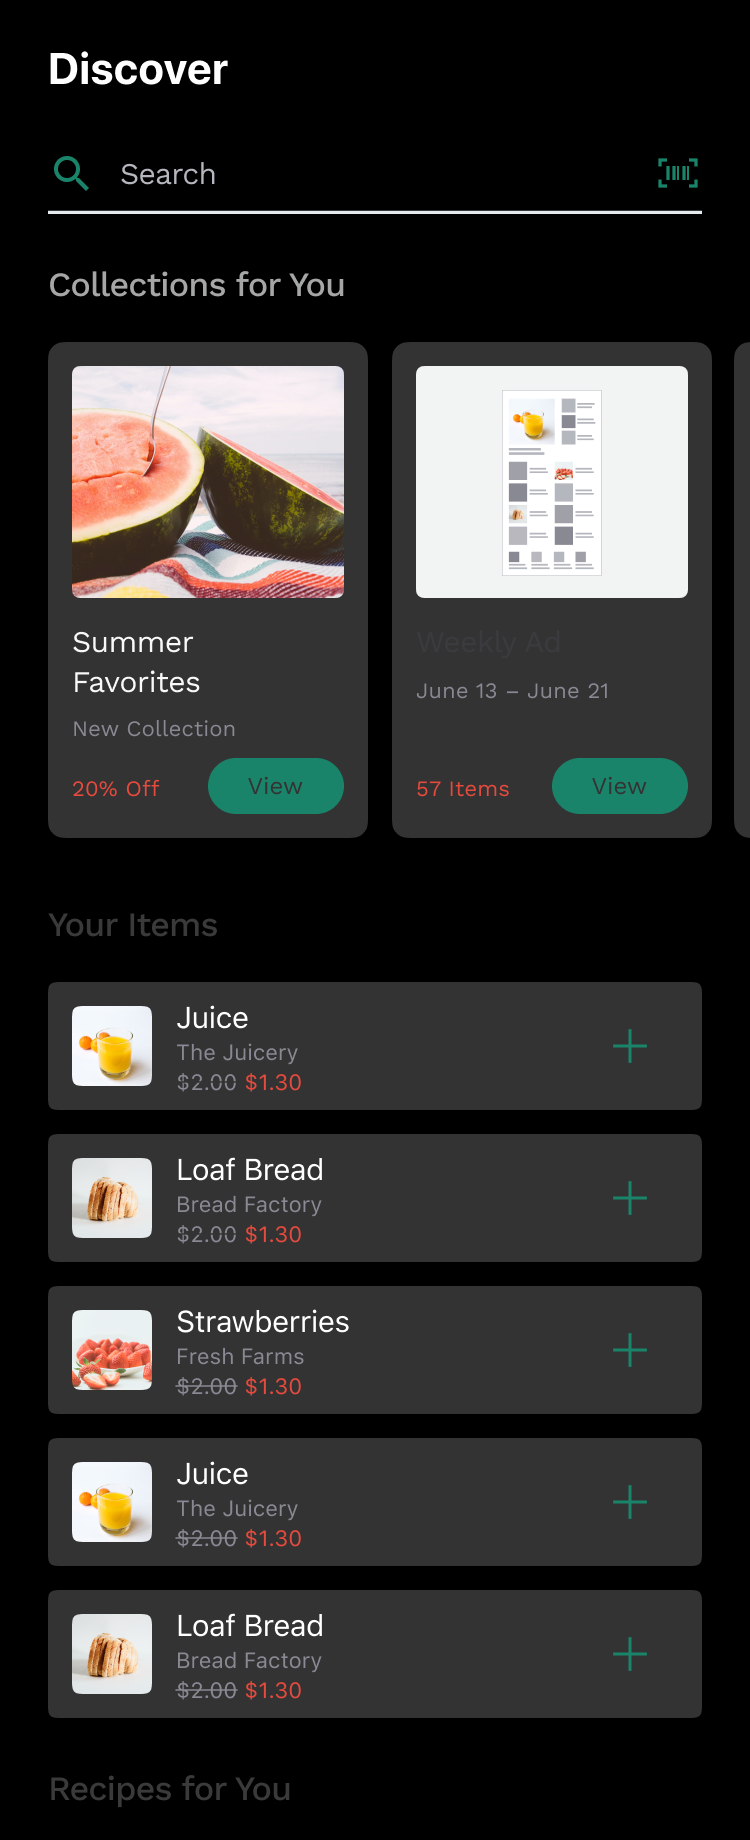 Discover
Search
Collections for You
Summer
Favorites
New Collection
20% Off
View
Weekly Ad
June 13 – June 21
57 Items
View
Your Items
Juice
The Juicery
$2.00 $1.30
Loaf Bread
Bread Factory
$2.00 $1.30
Strawberries
Fresh Farms
$2.00 $1.30
Juice
The Juicery
$2.00 $1.30
Loaf Bread
Bread Factory
$2.00 $1.30
Recipes for You